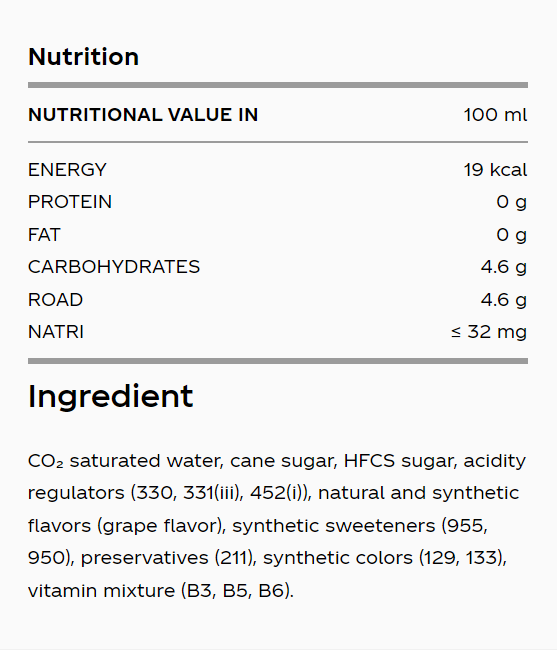 Nutrition
NUTRITIONAL VALUE IN 100 ml
ENERGY 19 kcal
PROTEIN 0 g
FAT 0 g
CARBOHYDRATES 4.6 g
ROAD 4.6 g
NATRI ≤ 32 mg
Ingredient
CO₂ saturated water, cane sugar, HFCS sugar, acidity
regulators (330, 331(iii), 452(i)), natural and synthetic
flavors (grape flavor), synthetic sweeteners (955,
950), preservatives (211), synthetic colors (129, 133),
vitamin mixture (B3, B5, B6).